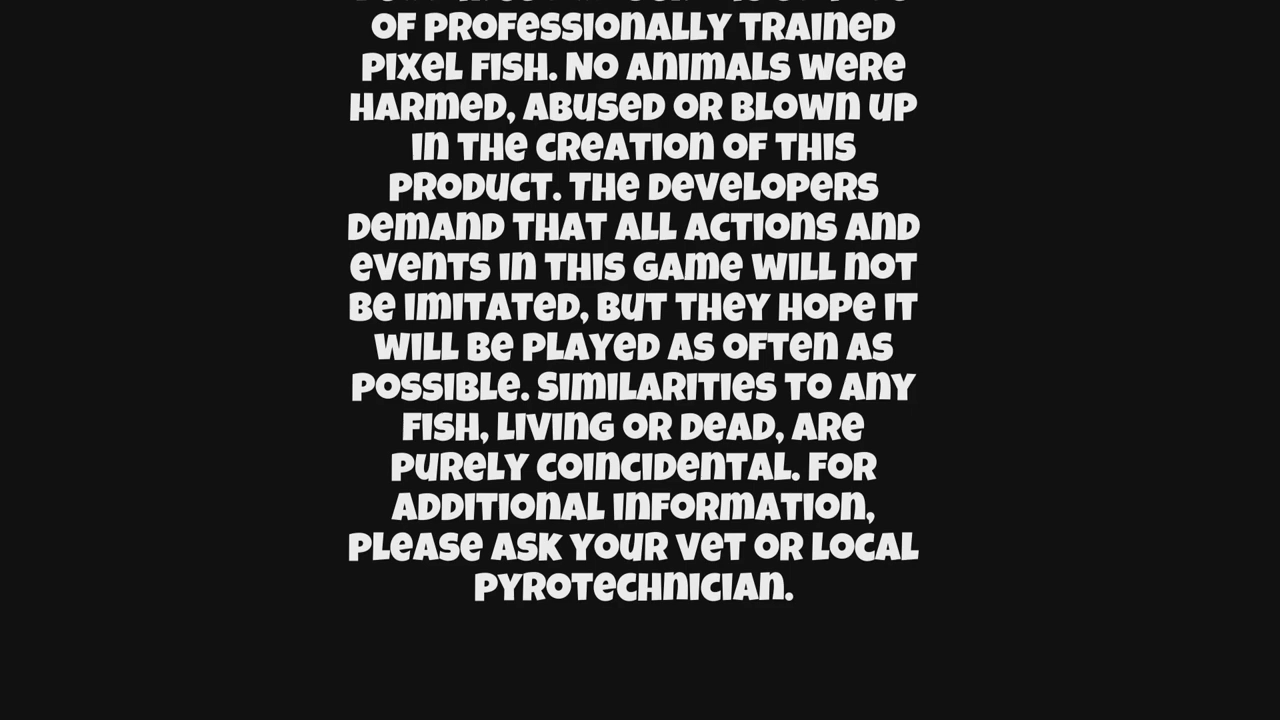 OF PROFESSIONALLY TRAINED
PIXEL FISH. NO ANIMALS WERE
HARMED, ABUSED OR BLOWN UP
IN THE CREATION OF THIS
PRODUCT. THE DEVELOPERS
DEMAND THAT ALL ACTIONS AND
EVENTS IN THIS GAME WILL NOT
BE IMITATED, BUT THEY HOPE IT
WILL BE PLAYED AS OFTEN AS
POSSIBLE. SIMILARITIES TO ANY
FISH, LIVING OR DEAD, ARE
PURELY COINCIDENTAL. FOR
ADDITIONAL INFORMATION,
PLEASE ASK YOUR VET OR LOCAL
PYROTECHNICIAN.